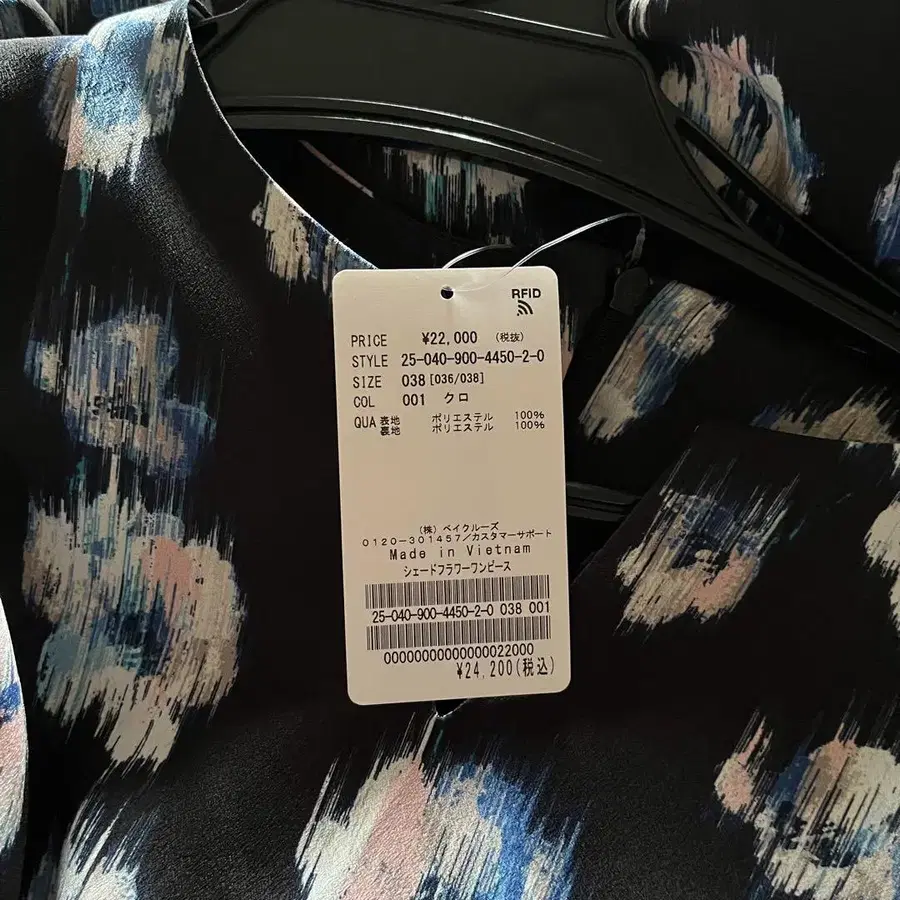 RFID
PRICE ¥22,000 (税抜)
STYLE 25-040-900-4450-2-0
SIZE 038 [036/038]
COL 001 クロ
QUA 表地 ポリエステル 100%
裏地 ポリエステル 100%
(株) ベイクルーズ
0120-301457/カスタマーサポート
Made in Vietnam
シェードフラワーワンピース
25-040-900-4450-2-0 038 001
00000000000000022000
¥24,200(税込)